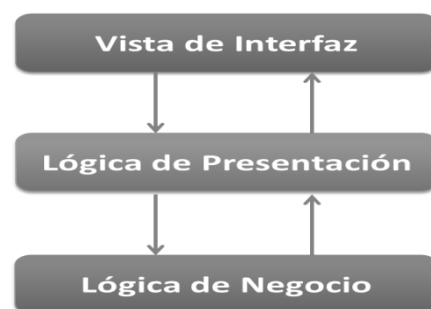 Vista de Interfaz
Lógica de Presentación
Lógica de Negocio